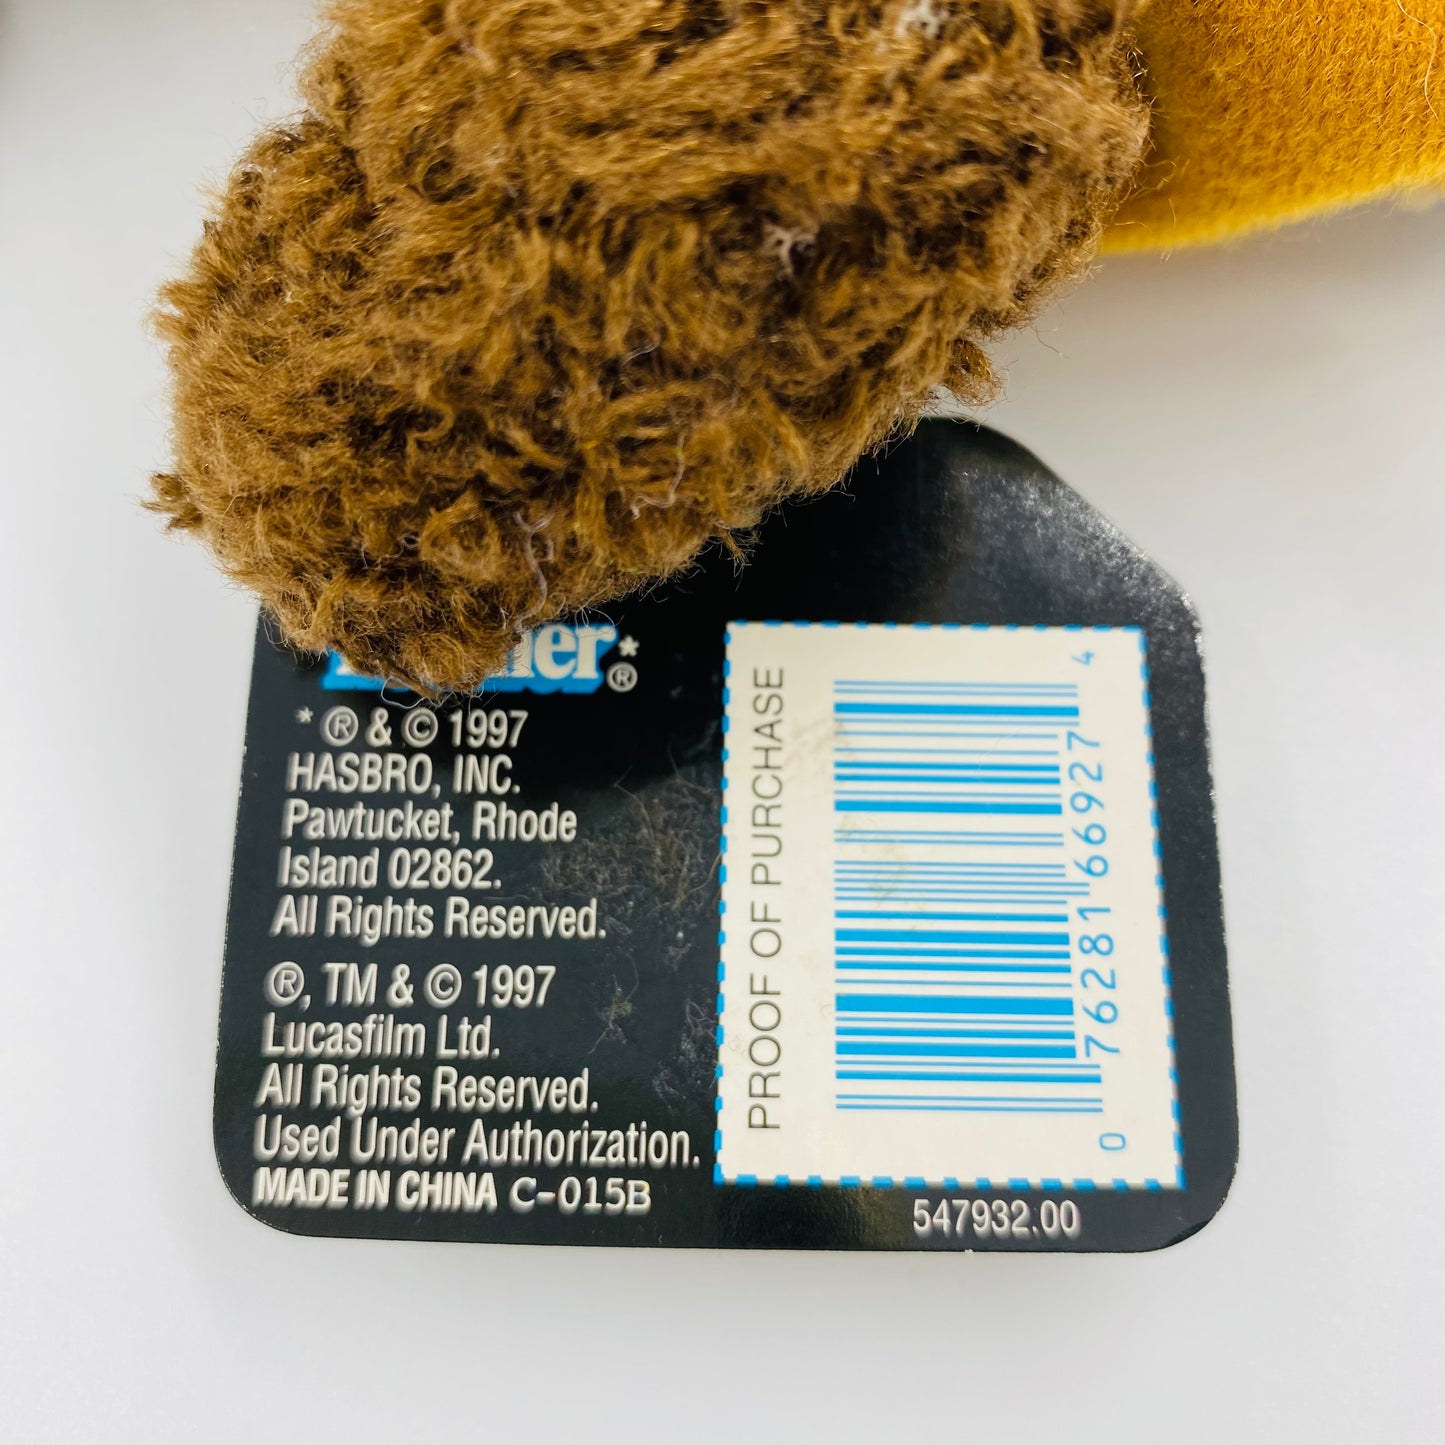 * ® & © 1997
HASBRO, INC.
Pawtucket, Rhode
Island 02862.
All Rights Reserved.
®, TM & © 1997
Lucasfilm Ltd.
All Rights Reserved.
Used Under Authorization.
MADE IN CHINA C-015B
PROOF OF PURCHASE
0 76281 66927 4
547932.00